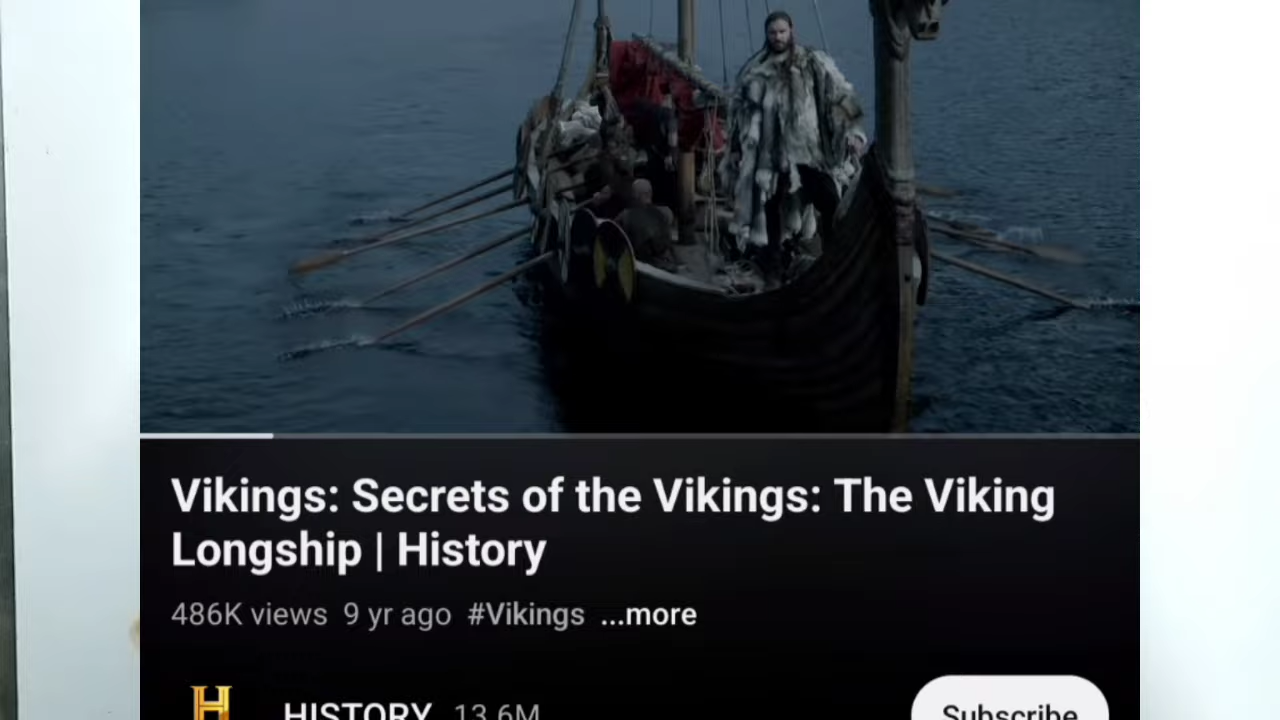 Vikings: Secrets of the Vikings: The Viking
Longship | History
486K views 9 yr ago #Vikings ...more
H HISTORY 13.6M Subscribe